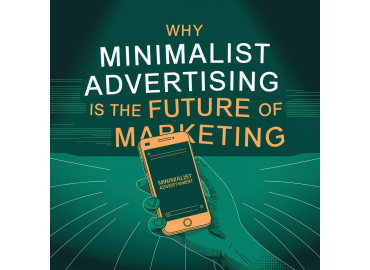 WHY
MINIMALIST
ADVERTISING
IS THE FUTURE OF
MARKETING
MINIMALIST
ADVERTISMENT